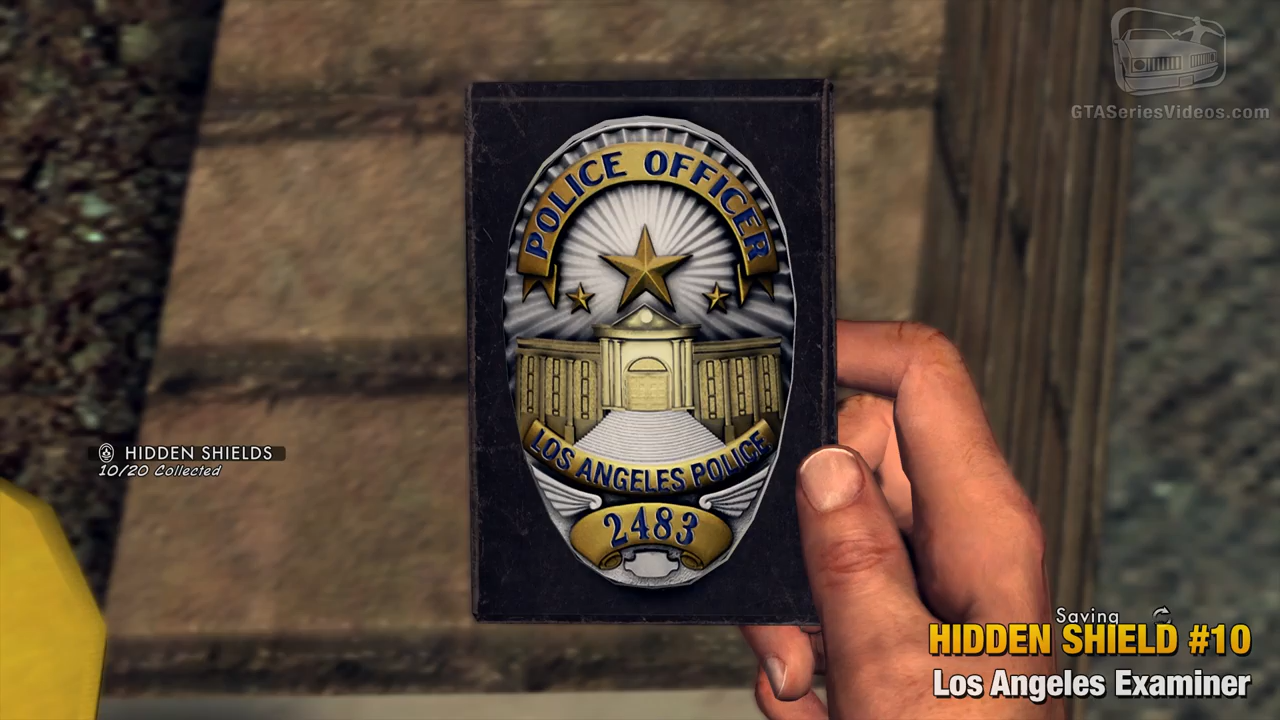 GTASeriesVideos.com
POLICE OFFICER
LOS ANGELES POLICE
2483
HIDDEN SHIELDS
10/20 Collected
Saving
HIDDEN SHIELD #10
Los Angeles Examiner